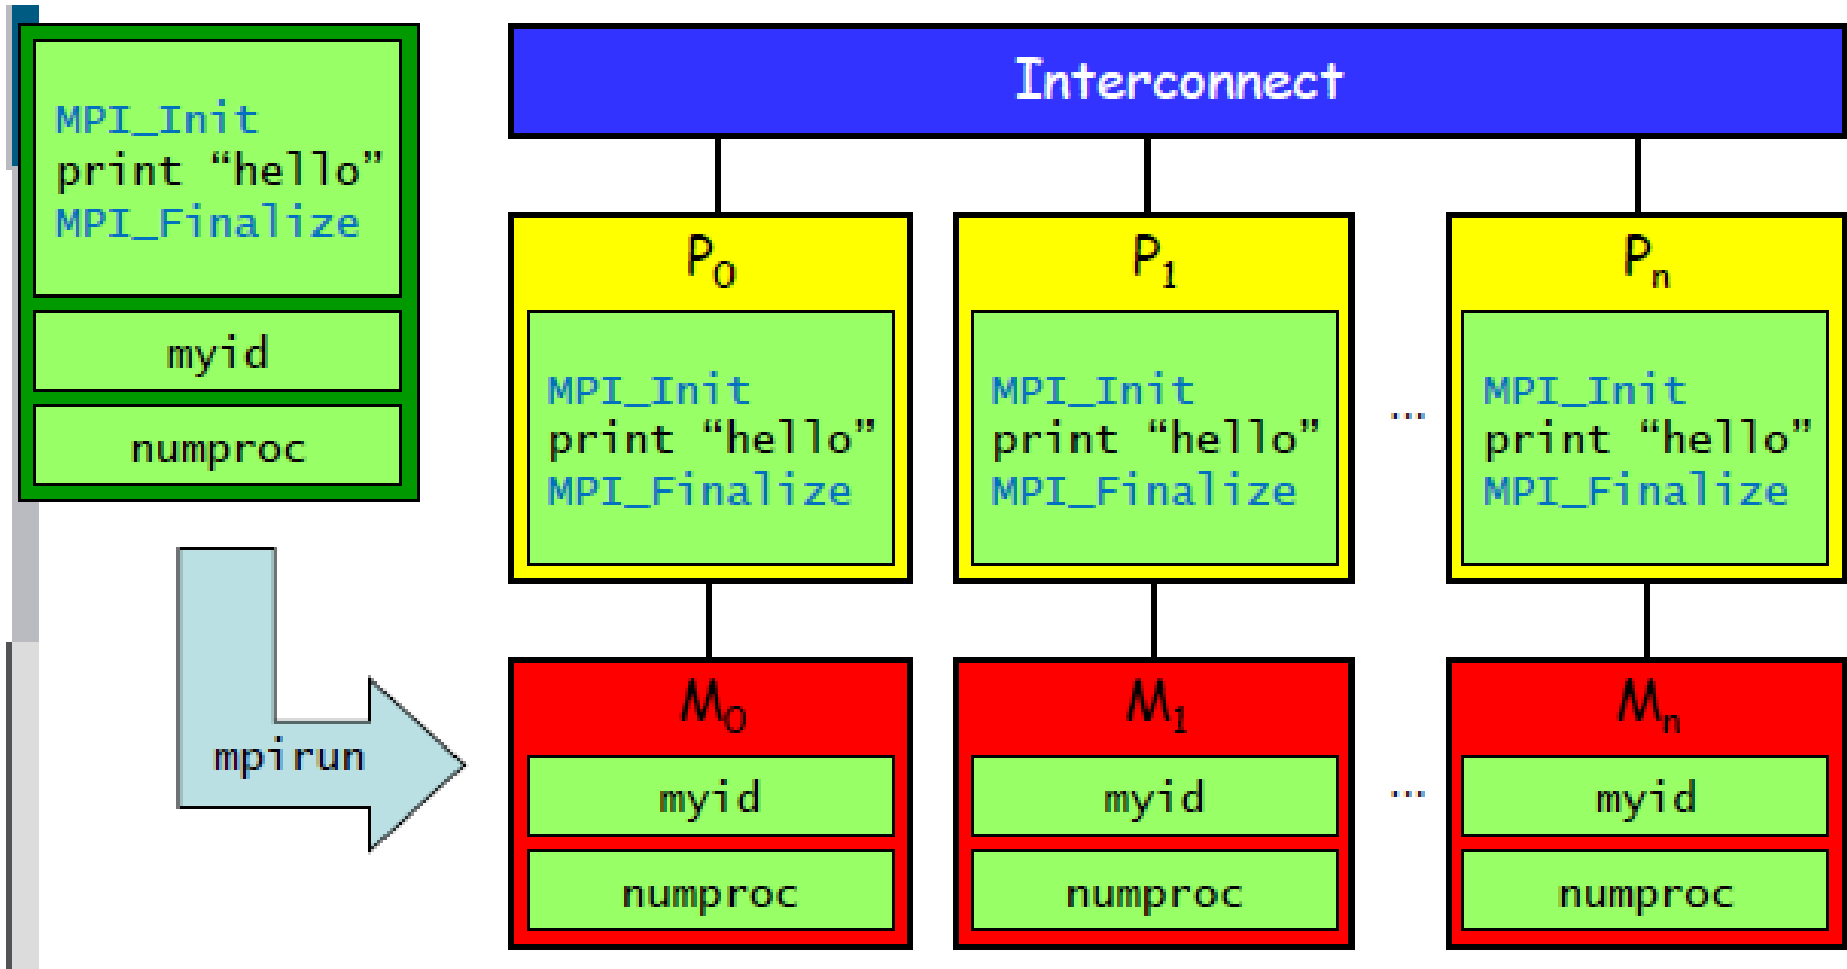 MPI_Init
print “hello”
MPI_Finalize
myid
numproc
mpirun
Interconnect
P0
MPI_Init
print “hello”
MPI_Finalize
P1
MPI_Init
print “hello”
MPI_Finalize
...
Pn
MPI_Init
print “hello”
MPI_Finalize
M0
myid
numproc
M1
myid
numproc
...
Mn
myid
numproc